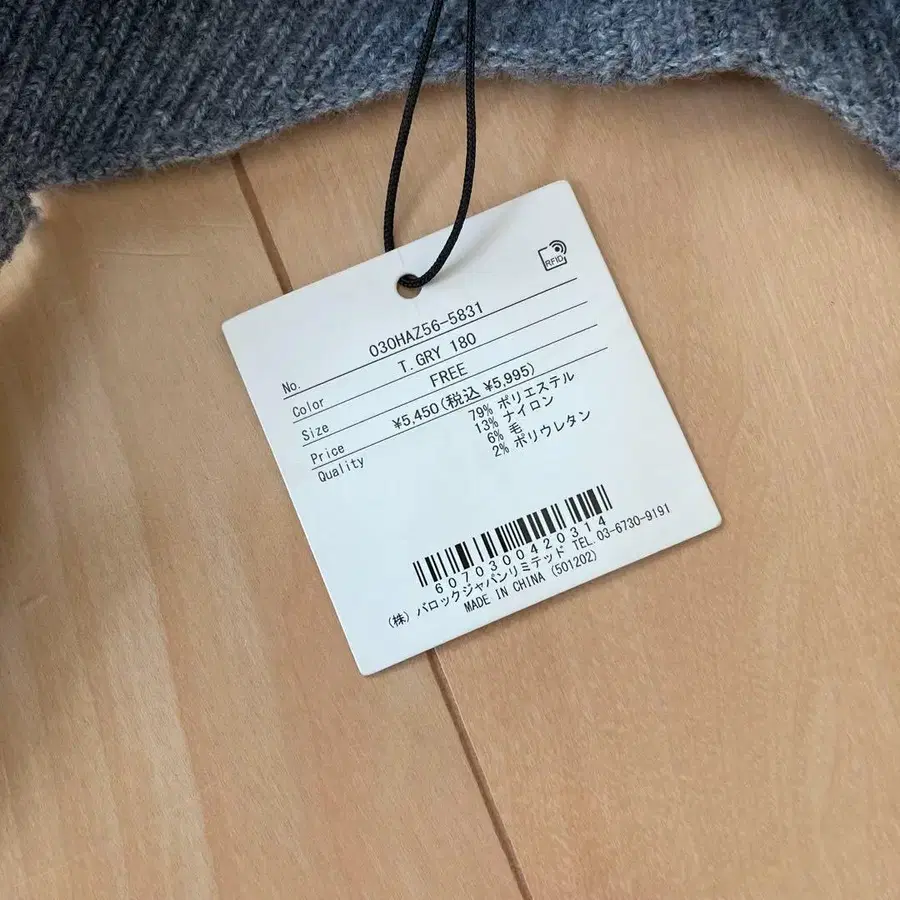 RFID
No. 030HAZ56-5831
Color T.GRY 180
Size FREE
Price ¥5,450(税込 ¥5,995)
Quality 79% ポリエステル
13% ナイロン
6% 毛
2% ポリウレタン
607030042O314
(株) バロックジャパンリミテッド TEL.03-6730-9191
MADE IN CHINA (501202)